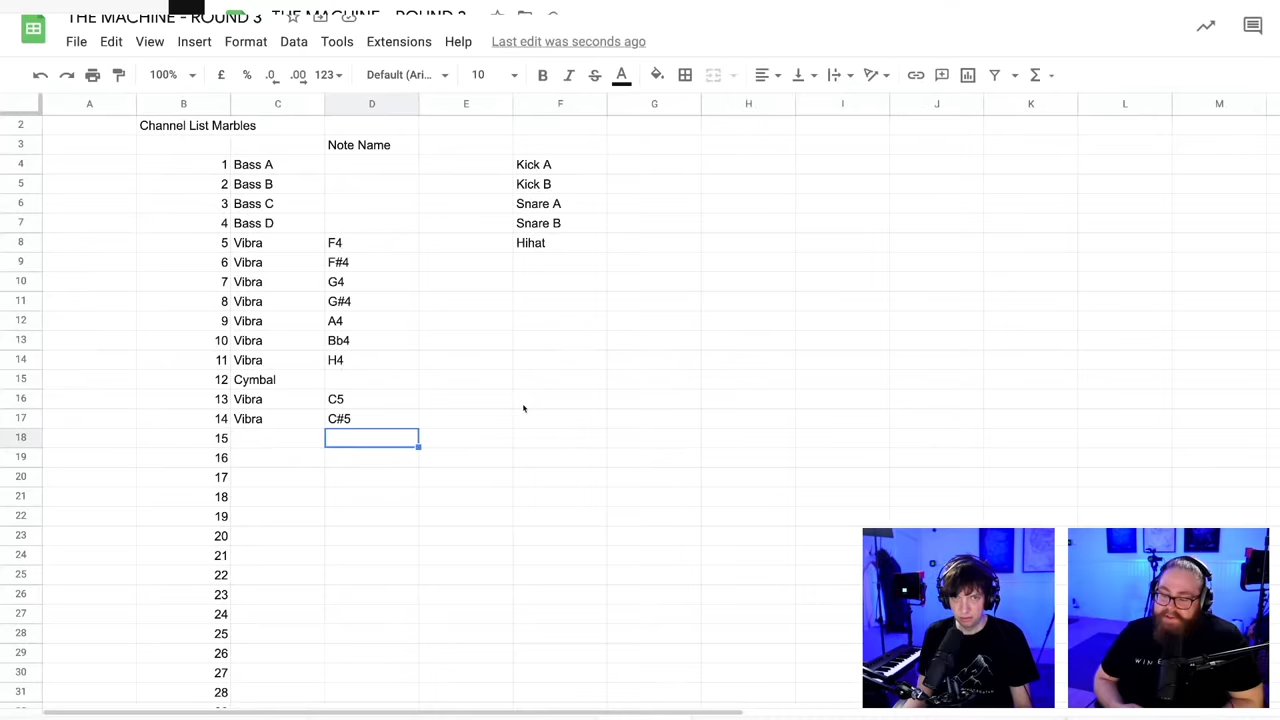 THE MACHINE - ROUND 3
File Edit View Insert Format Data Tools Extensions Help Last edit was seconds ago
100% £ % .0 .00 123 Default (Ari... 10 B I S A
A B C D E F G H I J K L M
2 Channel List Marbles
3 Note Name
4 1 Bass A Kick A
5 2 Bass B Kick B
6 3 Bass C Snare A
7 4 Bass D Snare B
8 5 Vibra F4 Hihat
9 6 Vibra F#4
10 7 Vibra G4
11 8 Vibra G#4
12 9 Vibra A4
13 10 Vibra Bb4
14 11 Vibra H4
15 12 Cymbal
16 13 Vibra C5
17 14 Vibra C#5
18 15
19 16
20 17
21 18
22 19
23 20
24 21
25 22
26 23
27 24
28 25
29 26
30 27
31 28